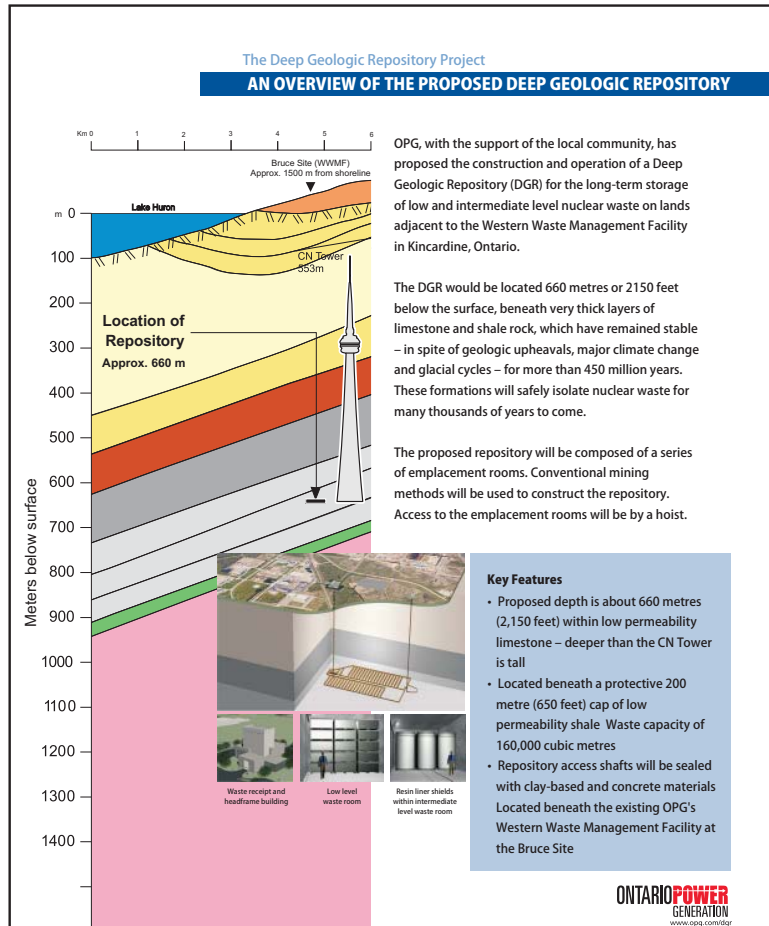 The Deep Geologic Repository Project
AN OVERVIEW OF THE PROPOSED DEEP GEOLOGIC REPOSITORY
Km 0 1 2 3 4 5 6
Bruce Site (WWMF)
Approx. 1500 m from shoreline
Lake Huron
m 0
100
CN Tower
553m
200
Location of
Repository
Approx. 660 m
300
400
500
600
700
800
900
1000
1100
1200
1300
1400
Meters below surface
OPG, with the support of the local community, has
proposed the construction and operation of a Deep
Geologic Repository (DGR) for the long-term storage
of low and intermediate level nuclear waste on lands
adjacent to the Western Waste Management Facility
in Kincardine, Ontario.
The DGR would be located 660 metres or 2150 feet
below the surface, beneath very thick layers of
limestone and shale rock, which have remained stable
– in spite of geologic upheavals, major climate change
and glacial cycles – for more than 450 million years.
These formations will safely isolate nuclear waste for
many thousands of years to come.
The proposed repository will be composed of a series
of emplacement rooms. Conventional mining
methods will be used to construct the repository.
Access to the emplacement rooms will be by a hoist.
Waste receipt and
headframe building
Low level
waste room
Resin liner shields
within intermediate
level waste room
Key Features
• Proposed depth is about 660 metres
(2,150 feet) within low permeability
limestone – deeper than the CN Tower
is tall
• Located beneath a protective 200
metre (650 feet) cap of low
permeability shale Waste capacity of
160,000 cubic metres
• Repository access shafts will be sealed
with clay-based and concrete materials
Located beneath the existing OPG's
Western Waste Management Facility at
the Bruce Site
ONTARIO POWER
GENERATION
www.opg.com/dgr